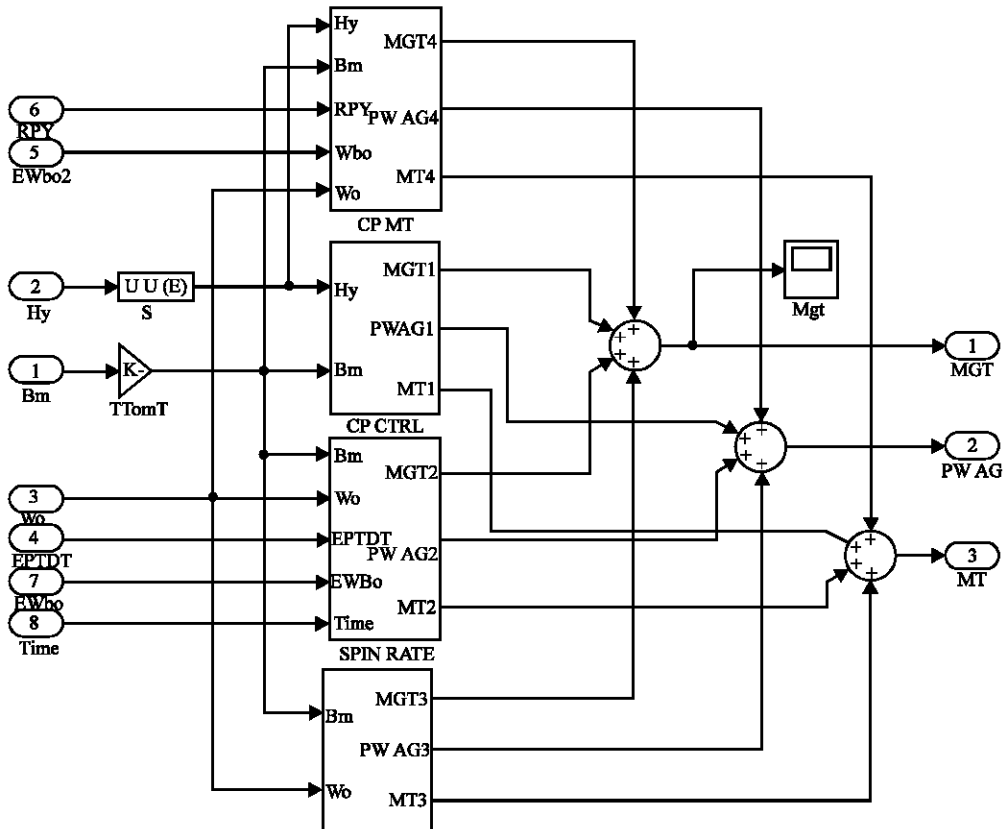 Hy
MGT4
Bm
6
RPY
RPY
PW AG4
5
EWbo2
Wbo
MT4
Wo
CP MT
MGT1
2
Hy
U U (E)
S
Hy
Mgt
PWAG1
+
+
+
+
1
MGT
1
Bm
K-
TTomT
Bm
MT1
CP CTRL
+
+
+
+
2
PW AG
Bm
MGT2
3
Wo
Wo
4
EPTDT
EPTDT
PW AG2
+
+
+
+
3
MT
7
EWbo
EWBo
8
Time
Time
MT2
SPIN RATE
MGT3
Bm
PW AG3
Wo
MT3